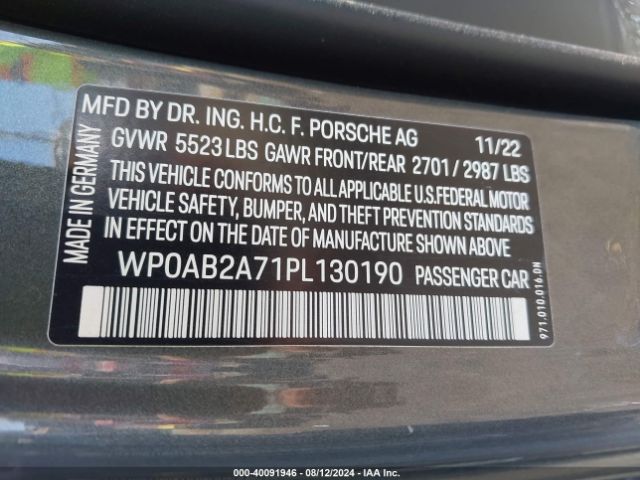 MFD BY DR. ING. H.C. F. PORSCHE AG 11/22
GVWR 5523 LBS GAWR FRONT/REAR 2701 / 2987 LBS
THIS VEHICLE CONFORMS TO ALL APPLICABLE U.S. FEDERAL MOTOR
VEHICLE SAFETY, BUMPER, AND THEFT PREVENTION STANDARDS
IN EFFECT ON THE DATE OF MANUFACTURE SHOWN ABOVE.
WP0AB2A71PL130190 PASSENGER CAR
MADE IN GERMANY
971.010.016.DN
Stock - 40091946 - 08/12/2024 - IAA Inc.